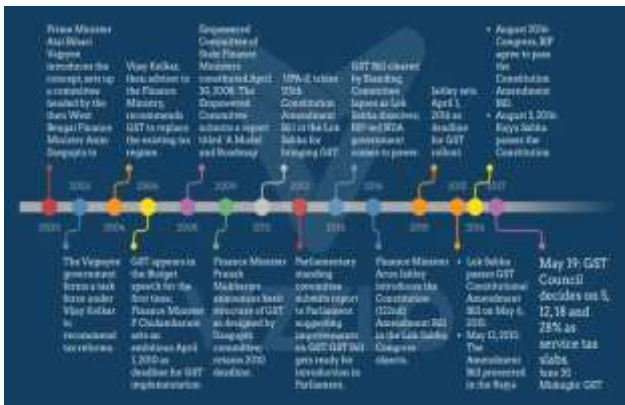 Prime Minister
Atal Bihari
Vajpayee
introduces the
concept, sets up
a committee
headed by the
then West
Bengal Finance
Minister Asim
Dasgupta to
Vijay Kelkar,
then advisor to
the Finance
Ministry,
recommends
GST to replace
the existing tax
regime.
Empowered
Committee of
State Finance
Ministers
constituted. April
30, 2008: The
Empowered
Committee
submits a report
titled 'A Model
and Roadmap
UPA-II, tables
115th
Constitution
Amendment
Bill in the Lok
Sabha for
bringing GST
GST Bill cleared
by Standing
Committee
lapses as Lok
Sabha dissolves;
BJP-led NDA
government
comes to power.
Jaitley sets
April 1,
2016 as
deadline
for GST
rollout
• August 2016:
Congress, BJP
agree to pass
the
Constitution
Amendment
Bill
• August 3, 2016:
Rajya Sabha
passes the
Constitution
2003
2009
2017
2000
2004
The Vajpayee
government
forms a task
force under
Vijay Kelkar
to
recommend
tax reforms.
GST appears in
the Budget
speech for the
first time;
Finance Minister
P Chidambaram
sets an
ambitious April
1, 2010 as
deadline for GST
implementation
Finance Minister
Pranab
Mukherjee
announces basic
structure of GST
as designed by
Dasgupta
committee;
retains 2010
deadline.
Parliamentary
standing
committee
submits report
to Parliament
suggesting
improvements
on GST. GST Bill
gets ready for
introduction in
Parliament.
Finance Minister
Arun Jaitley
introduces the
Constitution
(122nd)
Amendment Bill
in the Lok Sabha;
Congress
objects.
• Lok Sabha
passes GST
Constitutional
Amendment
Bill on May 6,
2015.
• May 12, 2015:
The
Amendment
Bill presented
in the Rajya
May 19: GST
Council
decides on 5,
12, 18 and
28% as
service tax
slabs.
June 30
Midnight: GST